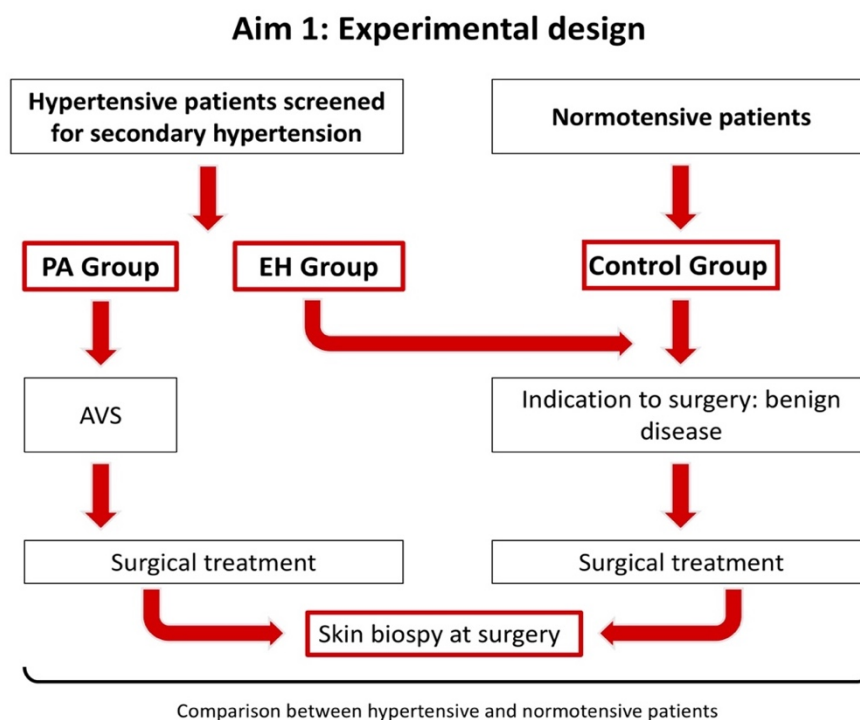 Aim 1: Experimental design
Hypertensive patients screened
for secondary hypertension
Normotensive patients
PA Group
EH Group
Control Group
AVS
Indication to surgery: benign
disease
Surgical treatment
Surgical treatment
Skin biospy at surgery
Comparison between hypertensive and normotensive patients